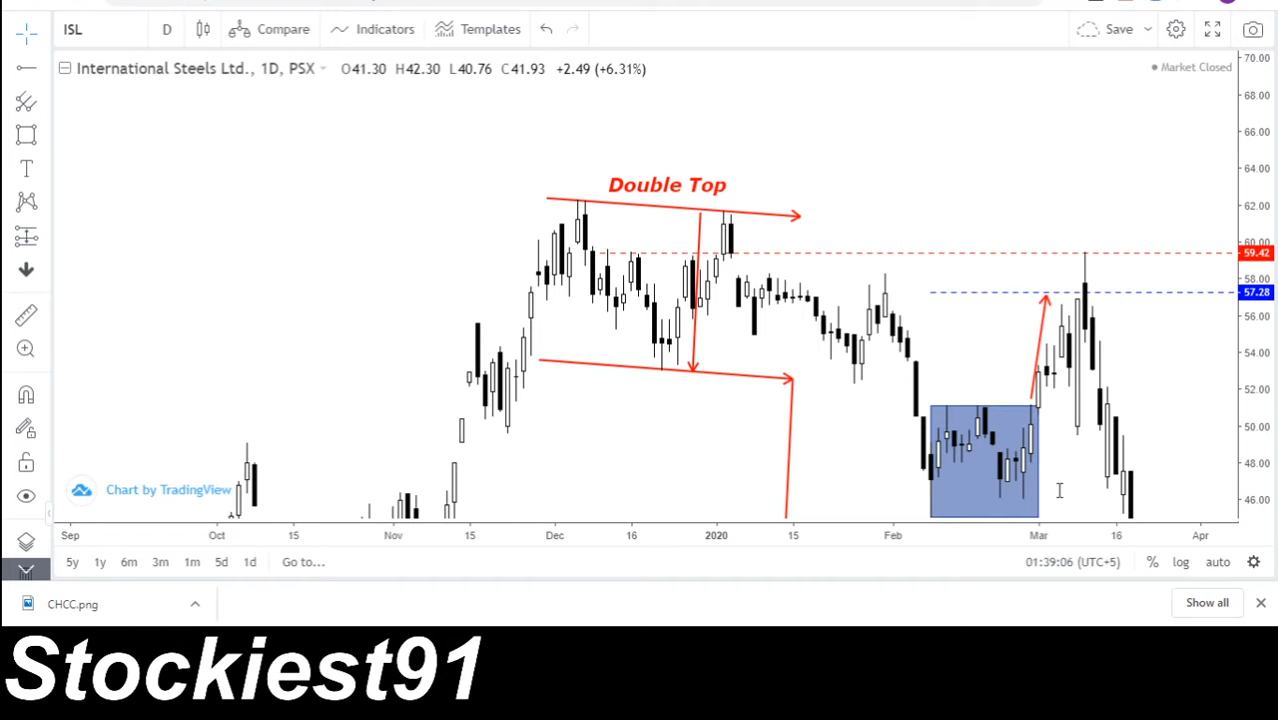 ISL D Compare Indicators Templates Save
International Steels Ltd., 1D, PSX O41.30 H42.30 L40.76 C41.93 +2.49 (+6.31%) Market Closed
70.00
68.00
66.00
64.00
62.00
60.00
59.42
58.00
57.28
56.00
54.00
52.00
50.00
48.00
46.00
Double Top
Chart by TradingView
Sep Oct 15 Nov 15 Dec 16 2020 15 Feb Mar 16 Apr
5y 1y 6m 3m 1m 5d 1d Go to... 01:39:06 (UTC+5) % log auto
CHCC.png Show all
Stockiest91